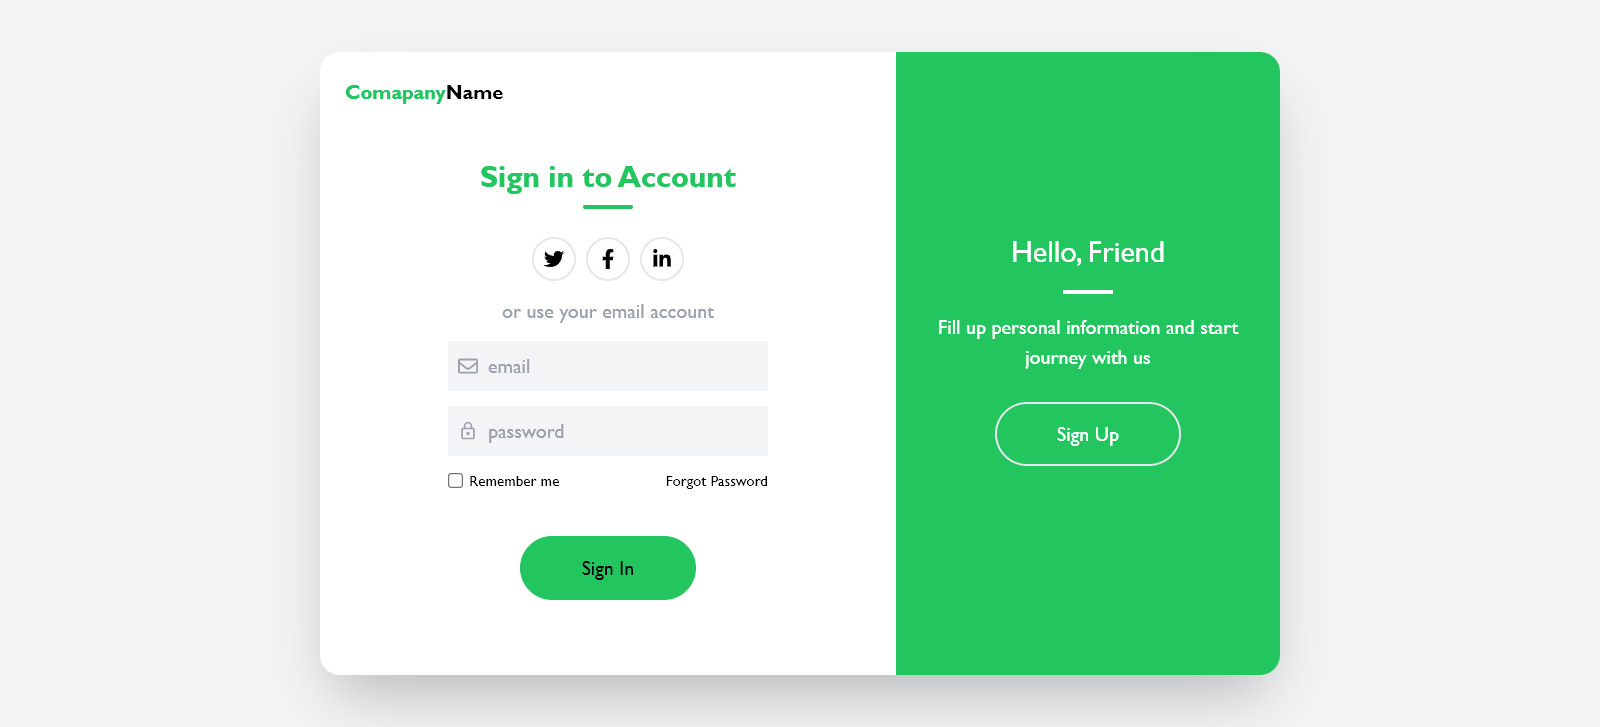 ComapanyName
Sign in to Account
or use your email account
email
password
Remember me
Forgot Password
Sign In
Hello, Friend
Fill up personal information and start
journey with us
Sign Up